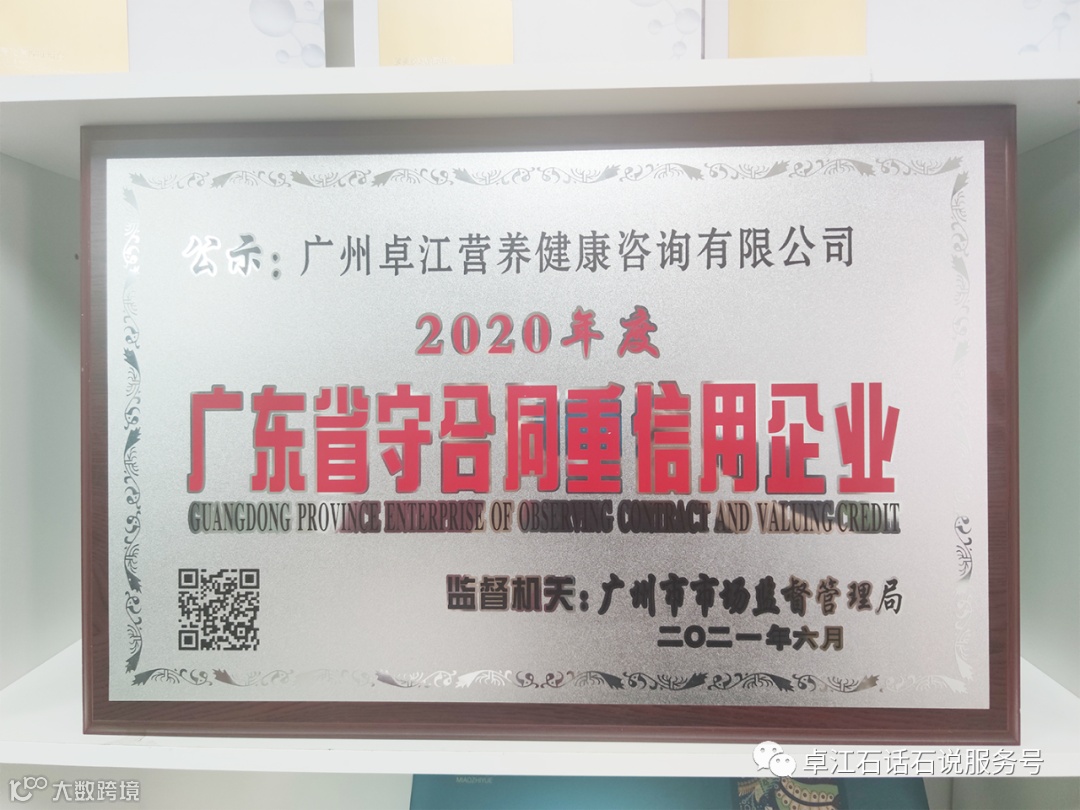 公示：广州卓江营养健康咨询有限公司
2020年度
广东省守合同重信用企业
GUANGDONG PROVINCE ENTERPRISE OF OBSERVING CONTRACT AND VALUING CREDIT
监督机关：广州市市场监督管理局
二〇二一年六月
卓江石话石说服务号
大数跨境